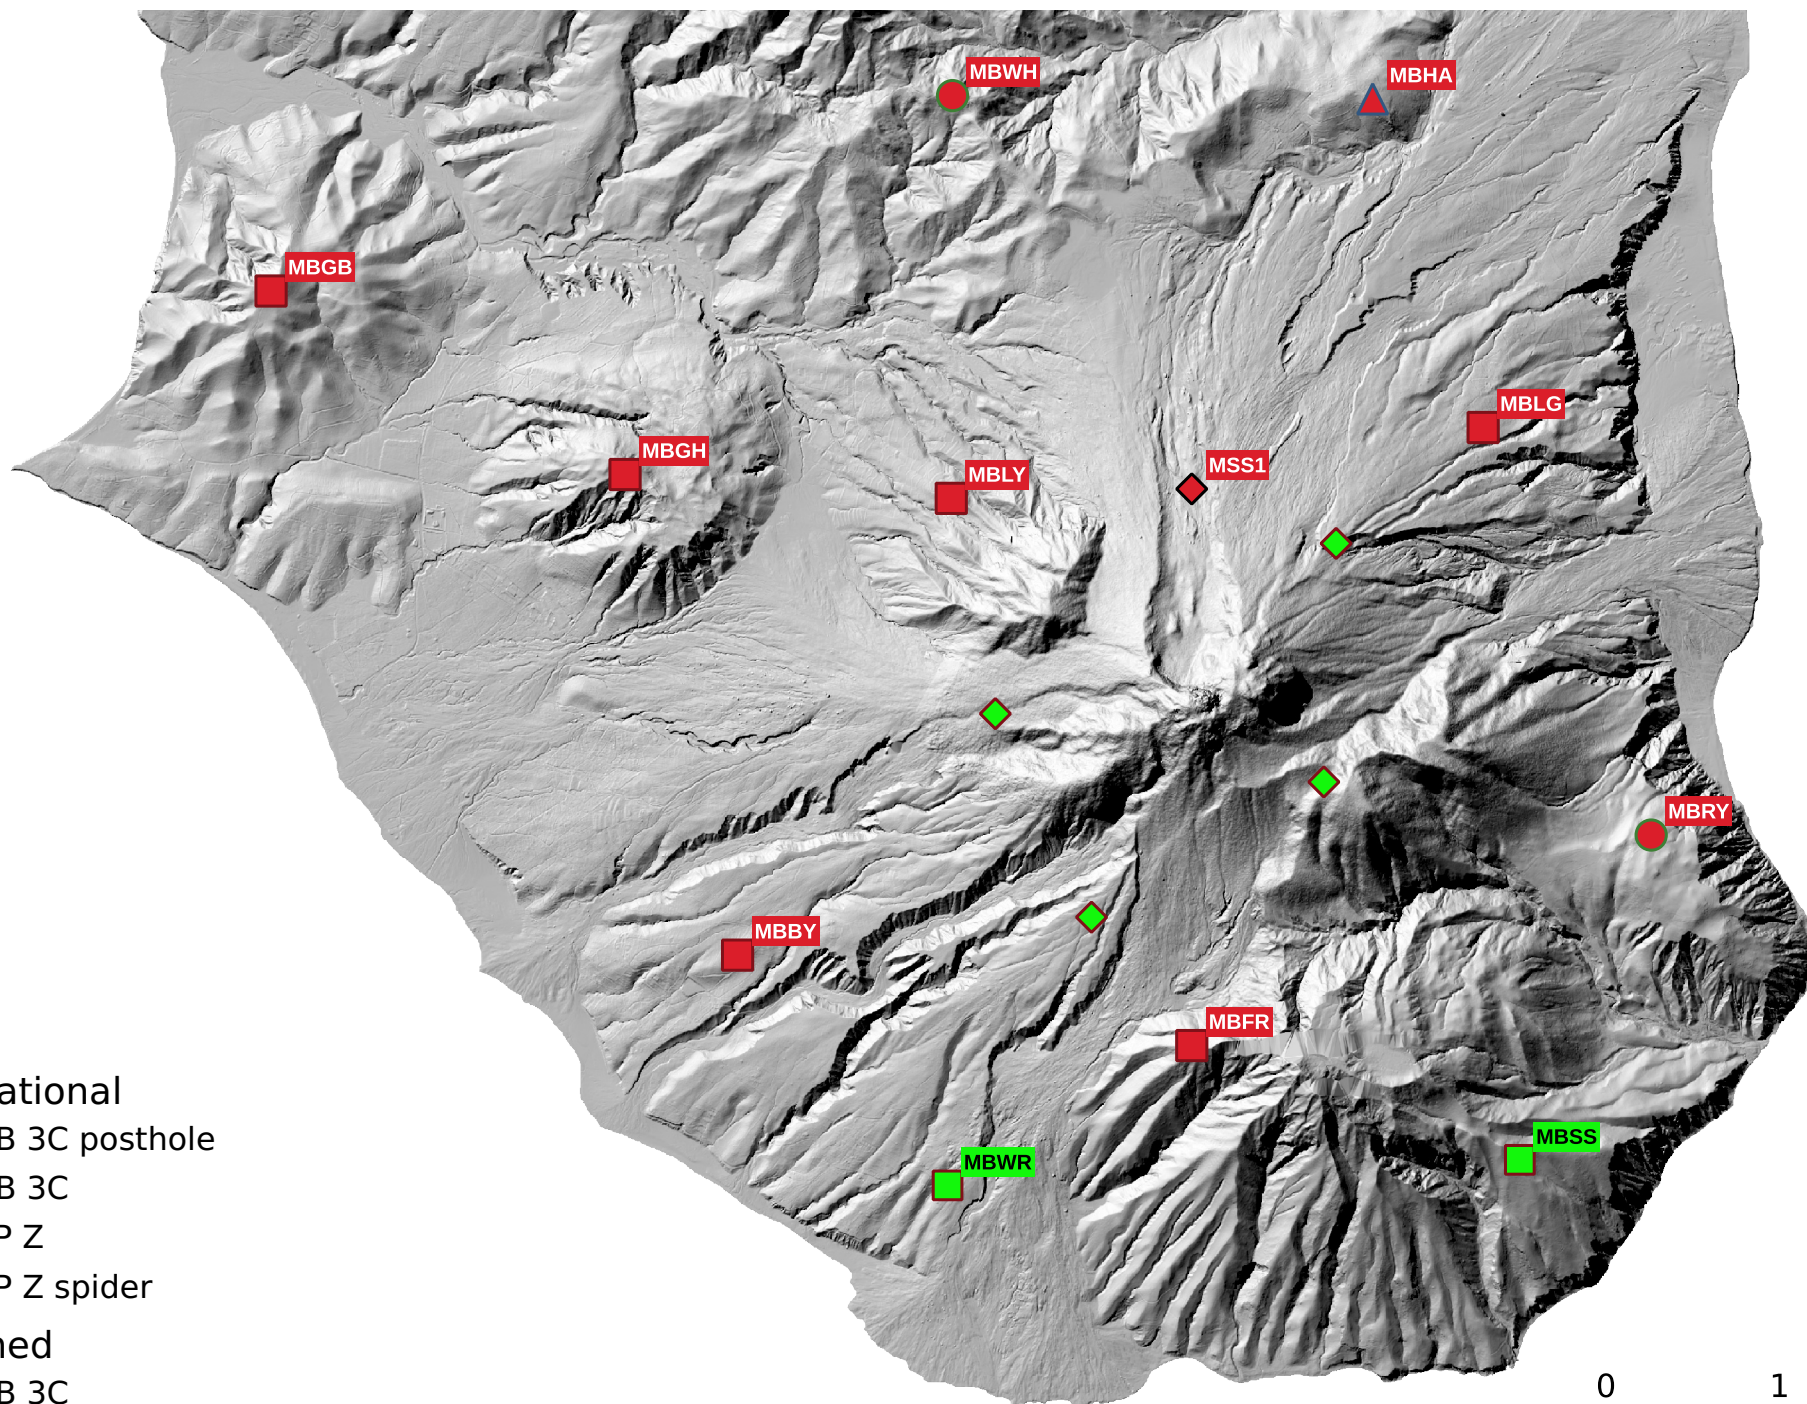 MBWH
MBHA
MBGB
MBLG
MBGH
MSS1
MBLY
MBRY
MBBY
MBFR
ational
B 3C posthole
MBSS
MBWR
B 3C
P Z
P Z spider
ned
B 3C
0 1